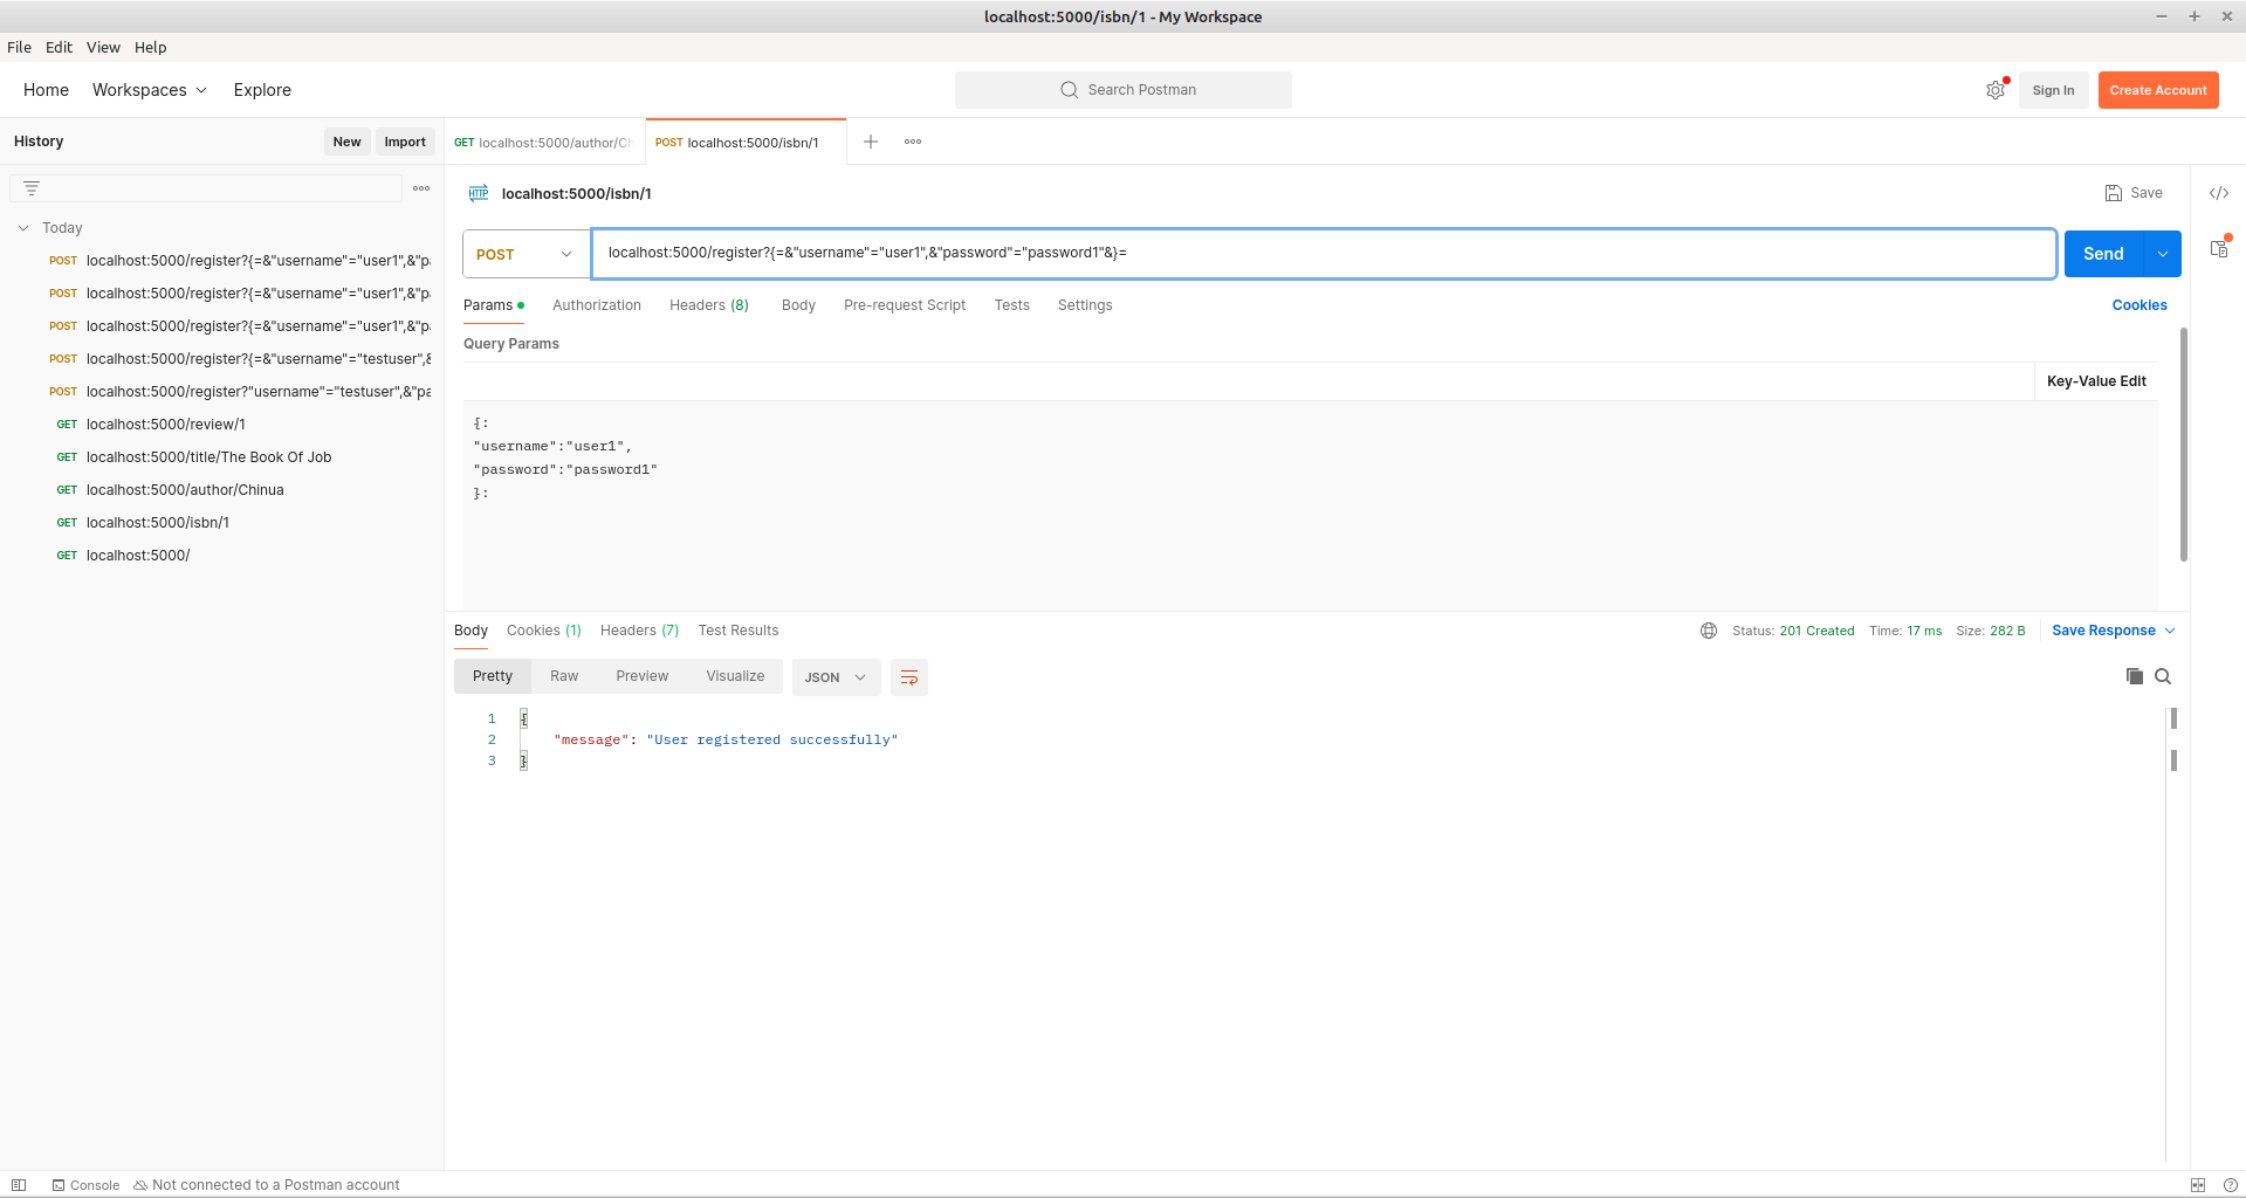 localhost:5000/isbn/1 - My Workspace
File Edit View Help
Home Workspaces Explore
Search Postman
Sign In
Create Account
History
New
Import
GET localhost:5000/author/Ch
POST localhost:5000/isbn/1
Today
POST localhost:5000/register?{=&"username"="user1",&"p
POST localhost:5000/register?{=&"username"="user1",&"p
POST localhost:5000/register?{=&"username"="user1",&"p
POST localhost:5000/register?{=&"username"="testuser",&
POST localhost:5000/register?"username"="testuser",&"pa
GET localhost:5000/review/1
GET localhost:5000/title/The Book Of Job
GET localhost:5000/author/Chinua
GET localhost:5000/isbn/1
GET localhost:5000/
HTTP localhost:5000/isbn/1
Save
POST
localhost:5000/register?{=&"username"="user1",&"password"="password1"&}=
Send
Params Authorization Headers (8) Body Pre-request Script Tests Settings
Cookies
Query Params
Key-Value Edit
{:
"username":"user1",
"password":"password1"
}:
Body Cookies (1) Headers (7) Test Results
Status: 201 Created Time: 17 ms Size: 282 B
Save Response
Pretty Raw Preview Visualize JSON
1 {
2 "message": "User registered successfully"
3 }
Console Not connected to a Postman account